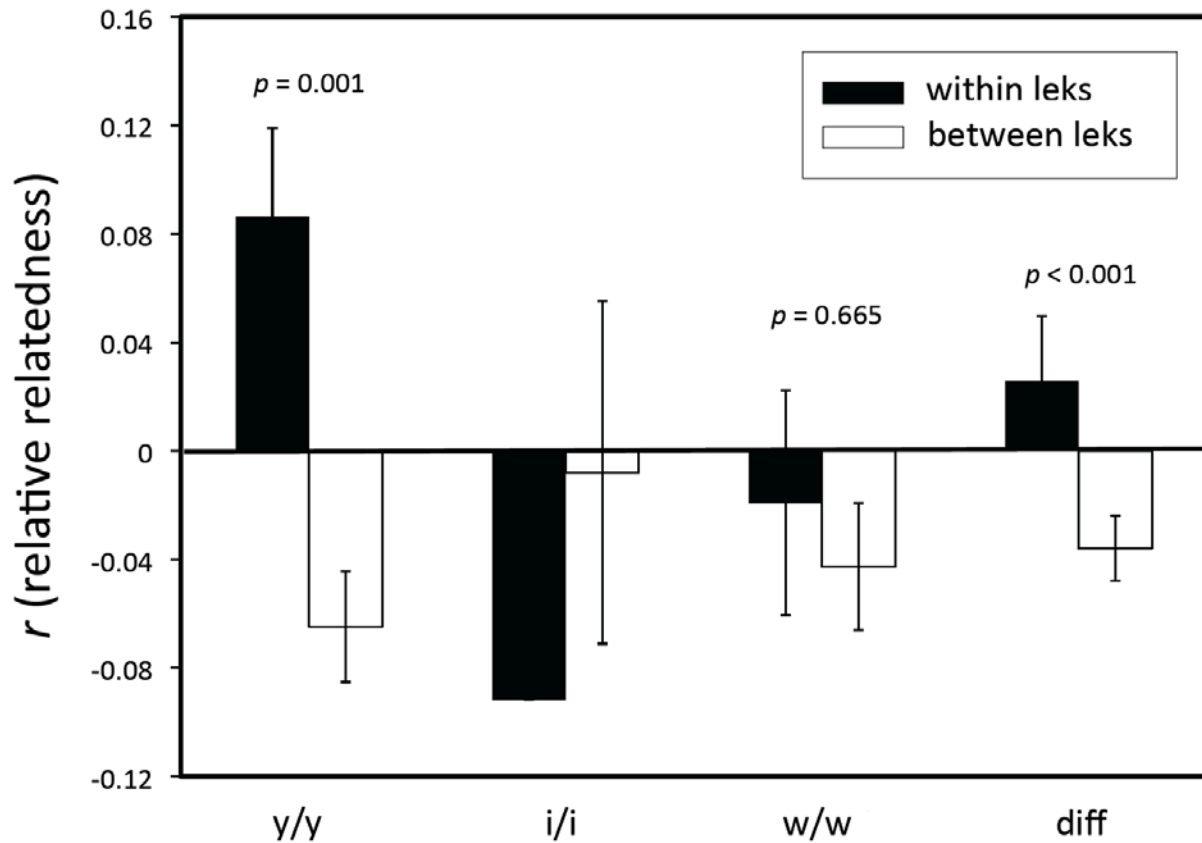 0.16
p = 0.001
within leks
between leks
0.12
0.08
p < 0.001
p = 0.665
0.04
0
-0.04
-0.08
-0.12
r (relative relatedness)
y/y
i/i
w/w
diff